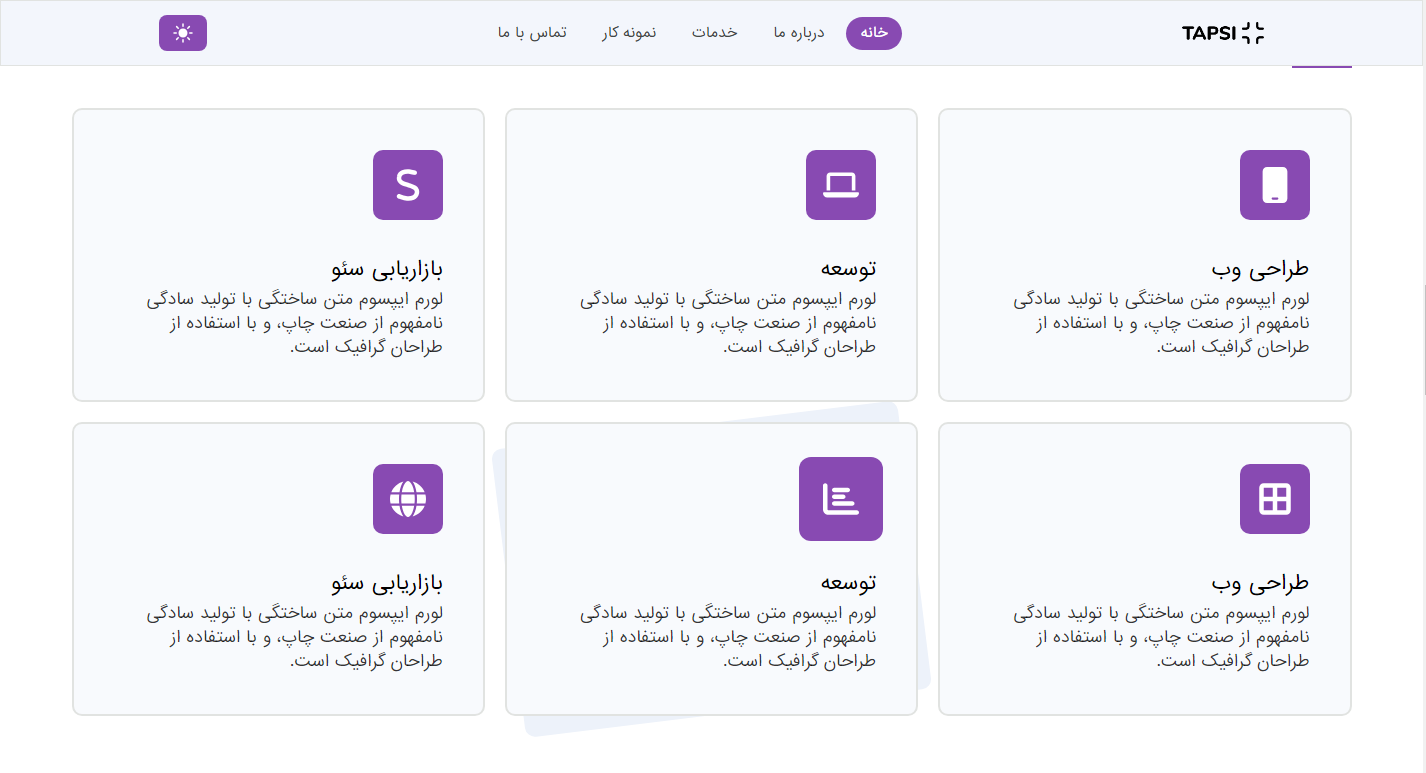 TAPSI
خانه
درباره ما
خدمات
نمونه کار
تماس با ما
طراحی وب
لورم ایپسوم متن ساختگی با تولید سادگی
نامفهوم از صنعت چاپ، و با استفاده از
طراحان گرافیک است.
توسعه
لورم ایپسوم متن ساختگی با تولید سادگی
نامفهوم از صنعت چاپ، و با استفاده از
طراحان گرافیک است.
S
بازاریابی سئو
لورم ایپسوم متن ساختگی با تولید سادگی
نامفهوم از صنعت چاپ، و با استفاده از
طراحان گرافیک است.
طراحی وب
لورم ایپسوم متن ساختگی با تولید سادگی
نامفهوم از صنعت چاپ، و با استفاده از
طراحان گرافیک است.
توسعه
لورم ایپسوم متن ساختگی با تولید سادگی
نامفهوم از صنعت چاپ، و با استفاده از
طراحان گرافیک است.
بازاریابی سئو
لورم ایپسوم متن ساختگی با تولید سادگی
نامفهوم از صنعت چاپ، و با استفاده از
طراحان گرافیک است.